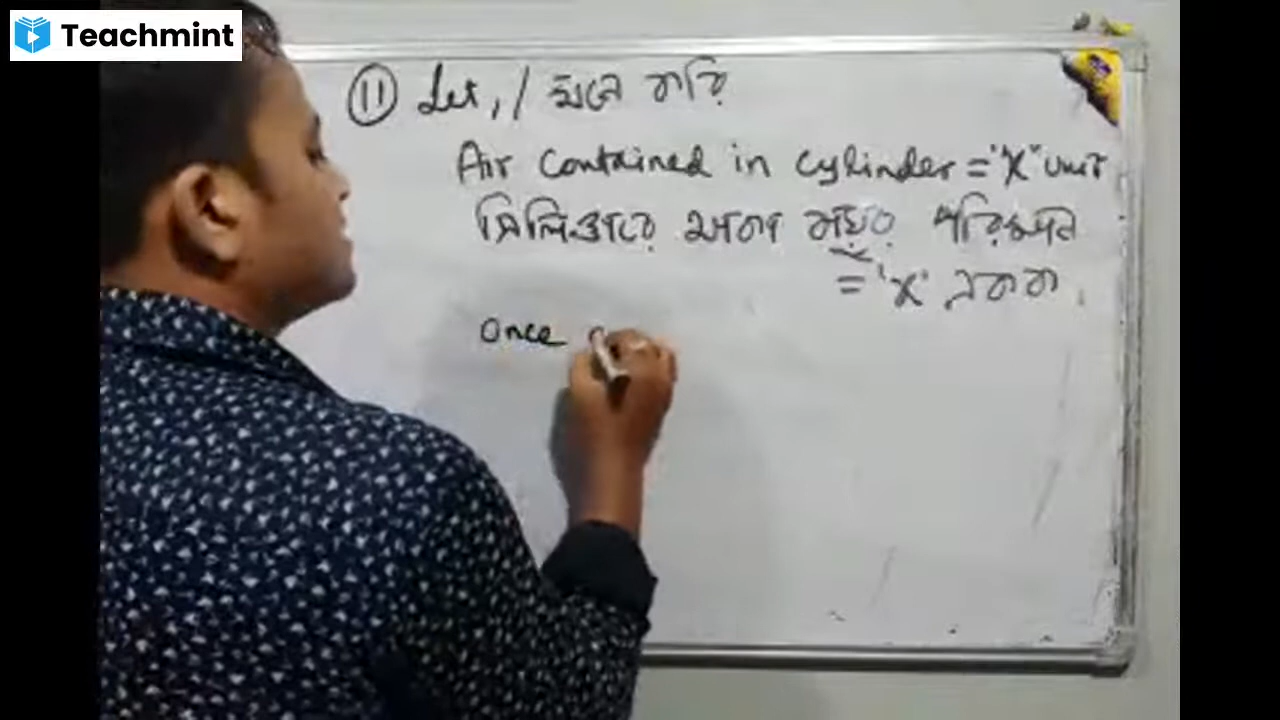 Teachmint
11 Let, / মনে করি
Air contained in cylinder = "x" unit
সিলিণ্ডারে থাকা বায়ুর পরিমান
= 'x' একক
Once